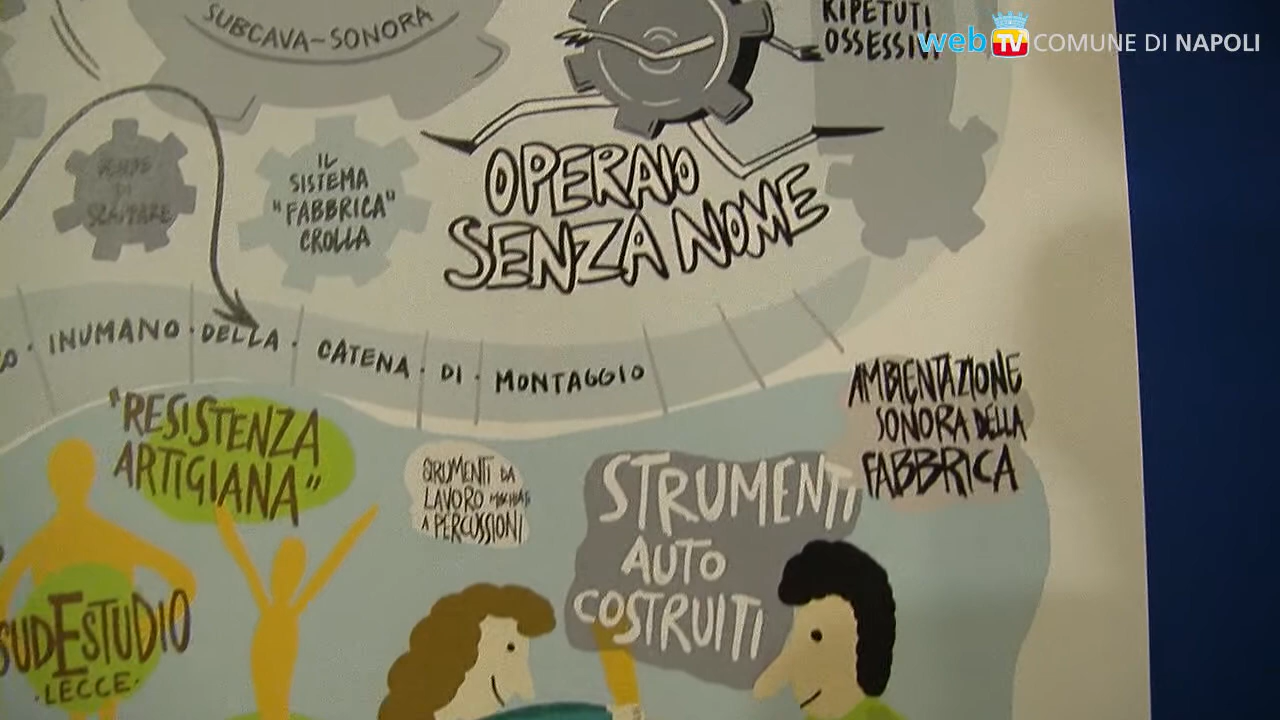 SUBCAVA-SONORA
RIPETUTI
OSSESSIVI
web TV COMUNE DI NAPOLI
IL
SISTEMA
"FABBRICA"
CROLLA
OPERAIO
SENZA NOME
INUMANO · DELLA · CATENA · DI · MONTAGGIO
"RESISTENZA
ARTIGIANA"
STRUMENTI DA
LAVORO MISCHIATI
A PERCUSSIONI
STRUMENTI
AUTO
COSTRUITI
AMBIENTAZIONE
SONORA DELLA
FABBRICA
SUDESTUDIO
·LECCE·